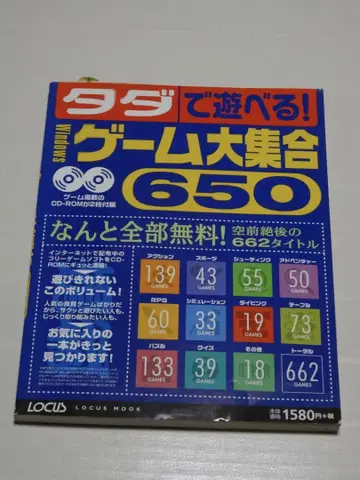 タダで遊べる!
Windows
ゲーム大集合
650
ゲーム満載の
CD-ROMが2枚付属
なんと全部無料!
空前絶後の
662タイトル
インターネットで配布中の
フリーゲームソフトをCD-
ROMにギュッと凝縮!
遊びきれない
このボリューム!
人気の良質ゲームばかりだ
から、サクッと遊びたい人も、
じっくり取り組みたい人も、
お気に入りの
一本がきっと
見つかります!
アクション
139
GAMES
スポーツ
43
GAMES
シューティング
55
GAMES
アドベンチャー
50
GAMES
RPG
60
GAMES
シミュレーション
33
GAMES
タイピング
19
GAMES
テーブル
73
GAMES
パズル
133
GAMES
クイズ
39
GAMES
その他
18
GAMES
トータル
662
GAMES
LOCUS
LOCUS MOOK
本体
価格
1580円+税